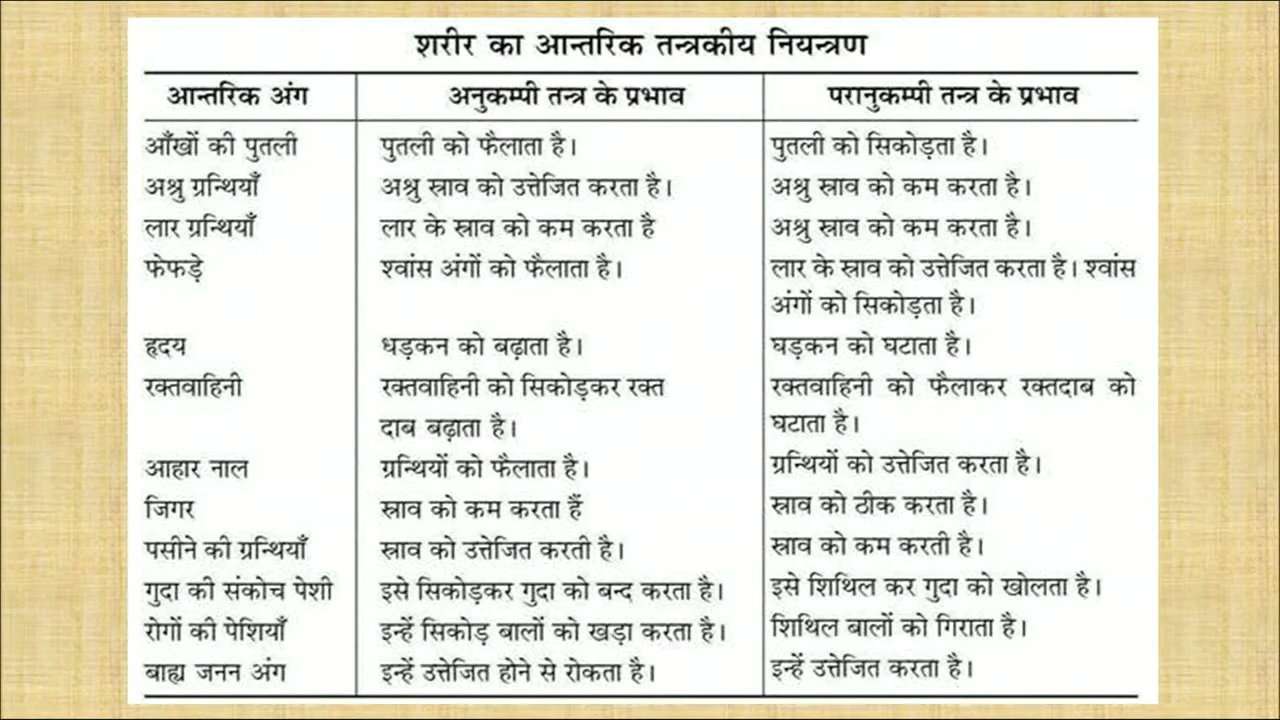 शरीर का आन्तरिक तन्त्रकीय नियन्त्रण
आन्तरिक अंग अनुकम्पी तन्त्र के प्रभाव परानुकम्पी तन्त्र के प्रभाव
आँखों की पुतली पुतली को फैलाता है। पुतली को सिकोड़ता है।
अश्रु ग्रन्थियाँ अश्रु स्राव को उत्तेजित करता है। अश्रु स्राव को कम करता है।
लार ग्रन्थियाँ लार के स्राव को कम करता है अश्रु स्राव को कम करता है।
फेफड़े श्वांस अंगों को फैलाता है। लार के स्राव को उत्तेजित करता है। श्वांस
अंगों को सिकोड़ता है।
हृदय धड़कन को बढ़ाता है। घड़कन को घटाता है।
रक्तवाहिनी रक्तवाहिनी को सिकोड़कर रक्त रक्तवाहिनी को फैलाकर रक्तदाब को
दाब बढ़ाता है। घटाता है।
आहार नाल ग्रन्थियों को फैलाता है। ग्रन्थियों को उत्तेजित करता है।
जिगर स्राव को कम करता हैं स्राव को ठीक करता है।
पसीने की ग्रन्थियाँ स्राव को उत्तेजित करती है। स्राव को कम करती है।
गुदा की संकोच पेशी इसे सिकोड़कर गुदा को बन्द करता है। इसे शिथिल कर गुदा को खोलता है।
रोगों की पेशियाँ इन्हें सिकोड़ बालों को खड़ा करता है। शिथिल बालों को गिराता है।
बाह्य जनन अंग इन्हें उत्तेजित होने से रोकता है। इन्हें उत्तेजित करता है।